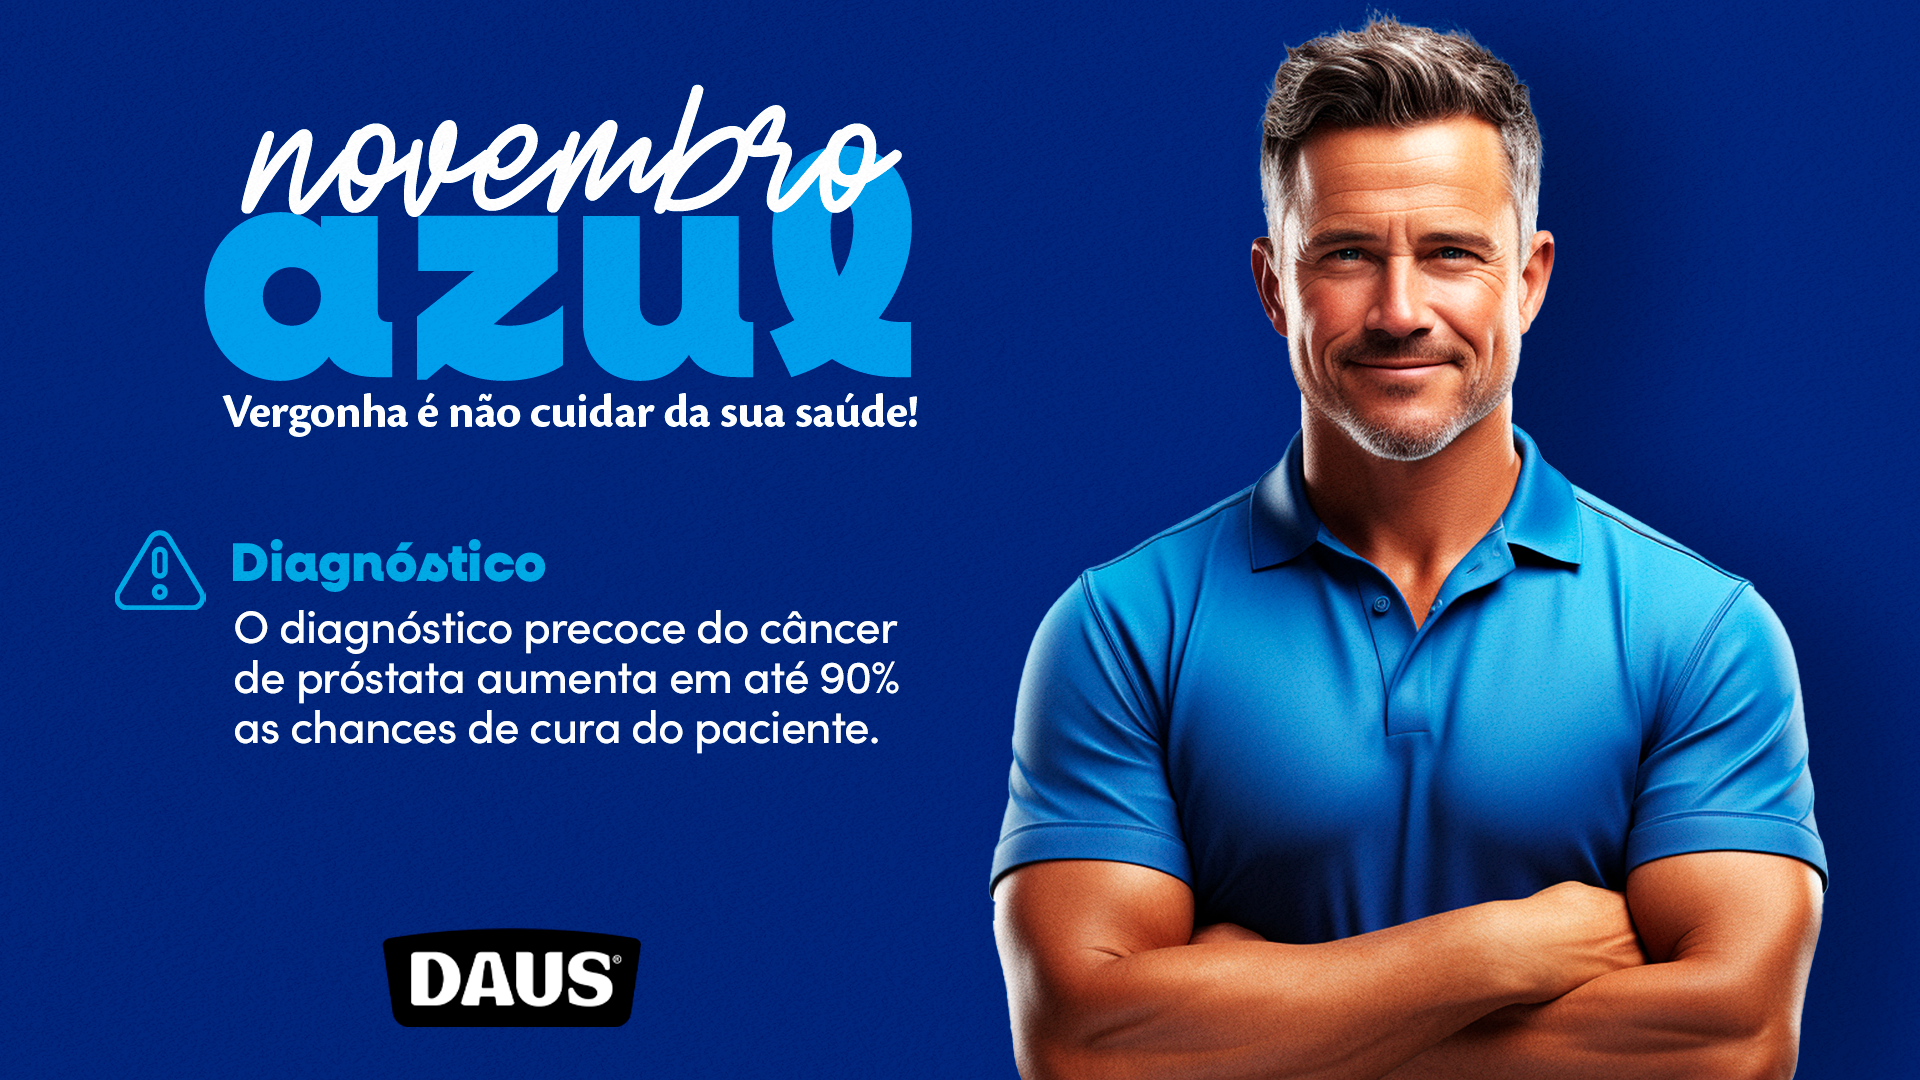 novembro
azul
Vergonha é não cuidar da sua saúde!
Diagnóstico
O diagnóstico precoce do câncer
de próstata aumenta em até 90%
as chances de cura do paciente.
DAUS®